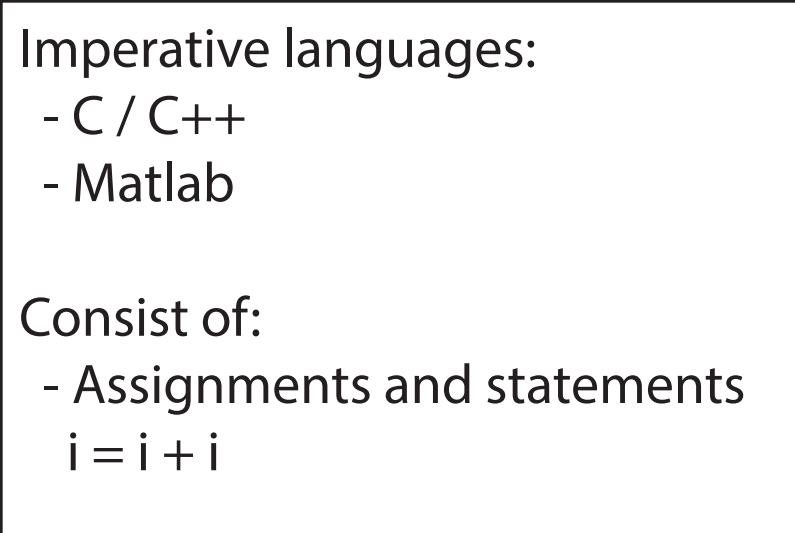 Imperative languages:
- C / C++
- Matlab
Consist of:
- Assignments and statements
i = i + i